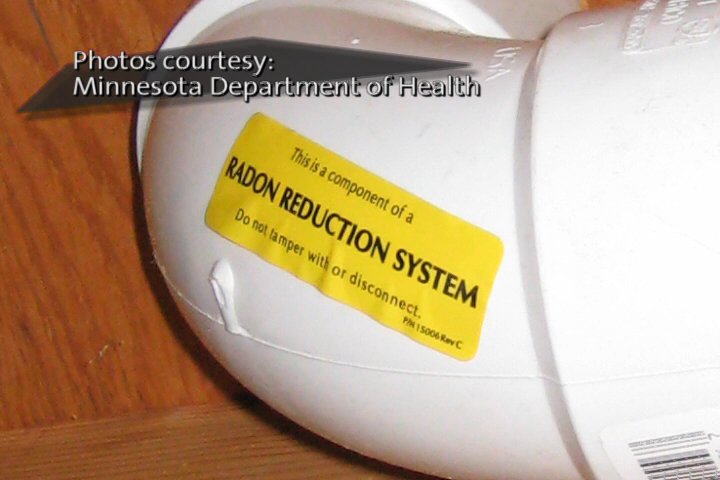 Photos courtesy:
Minnesota Department of Health
USA
This is a component of a
RADON REDUCTION SYSTEM
Do not tamper with or disconnect.
P/N 15006 Rev C